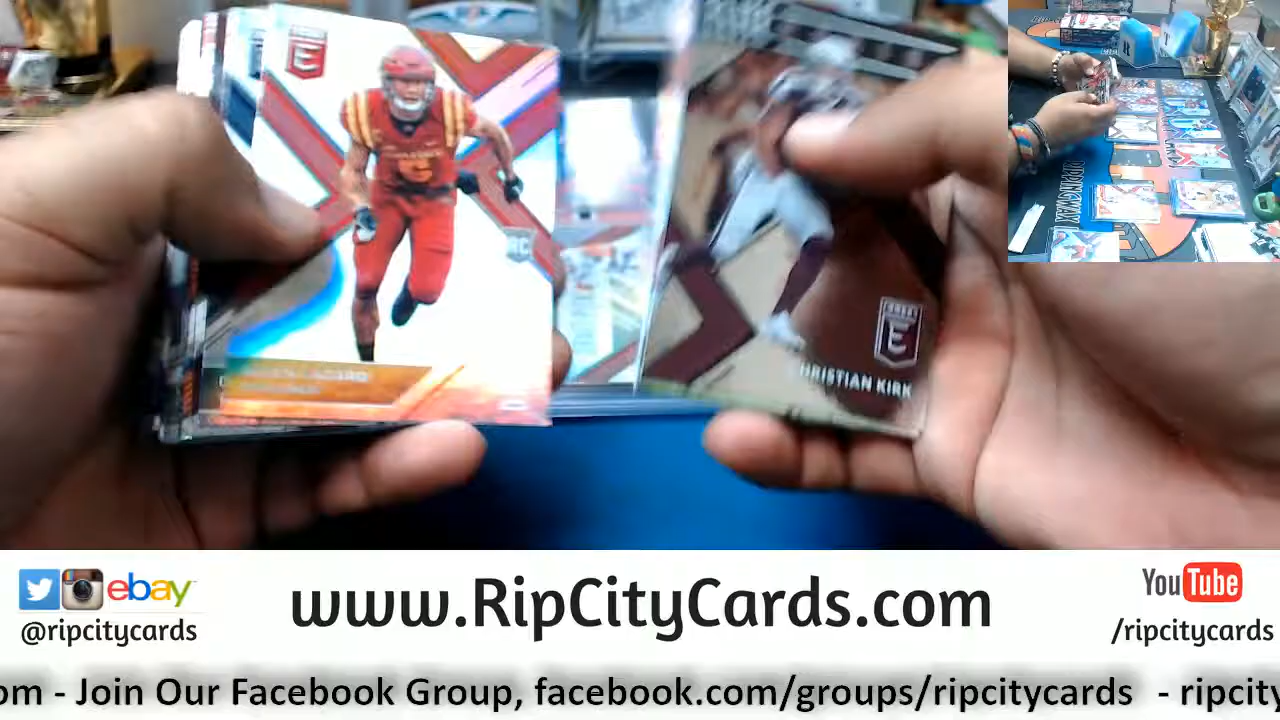 E
RC
E
CHRISTIAN KIRK
ebay
@ripcitycards
www.RipCityCards.com
YouTube
/ripcitycards
om - Join Our Facebook Group, facebook.com/groups/ripcitycards - ripcity